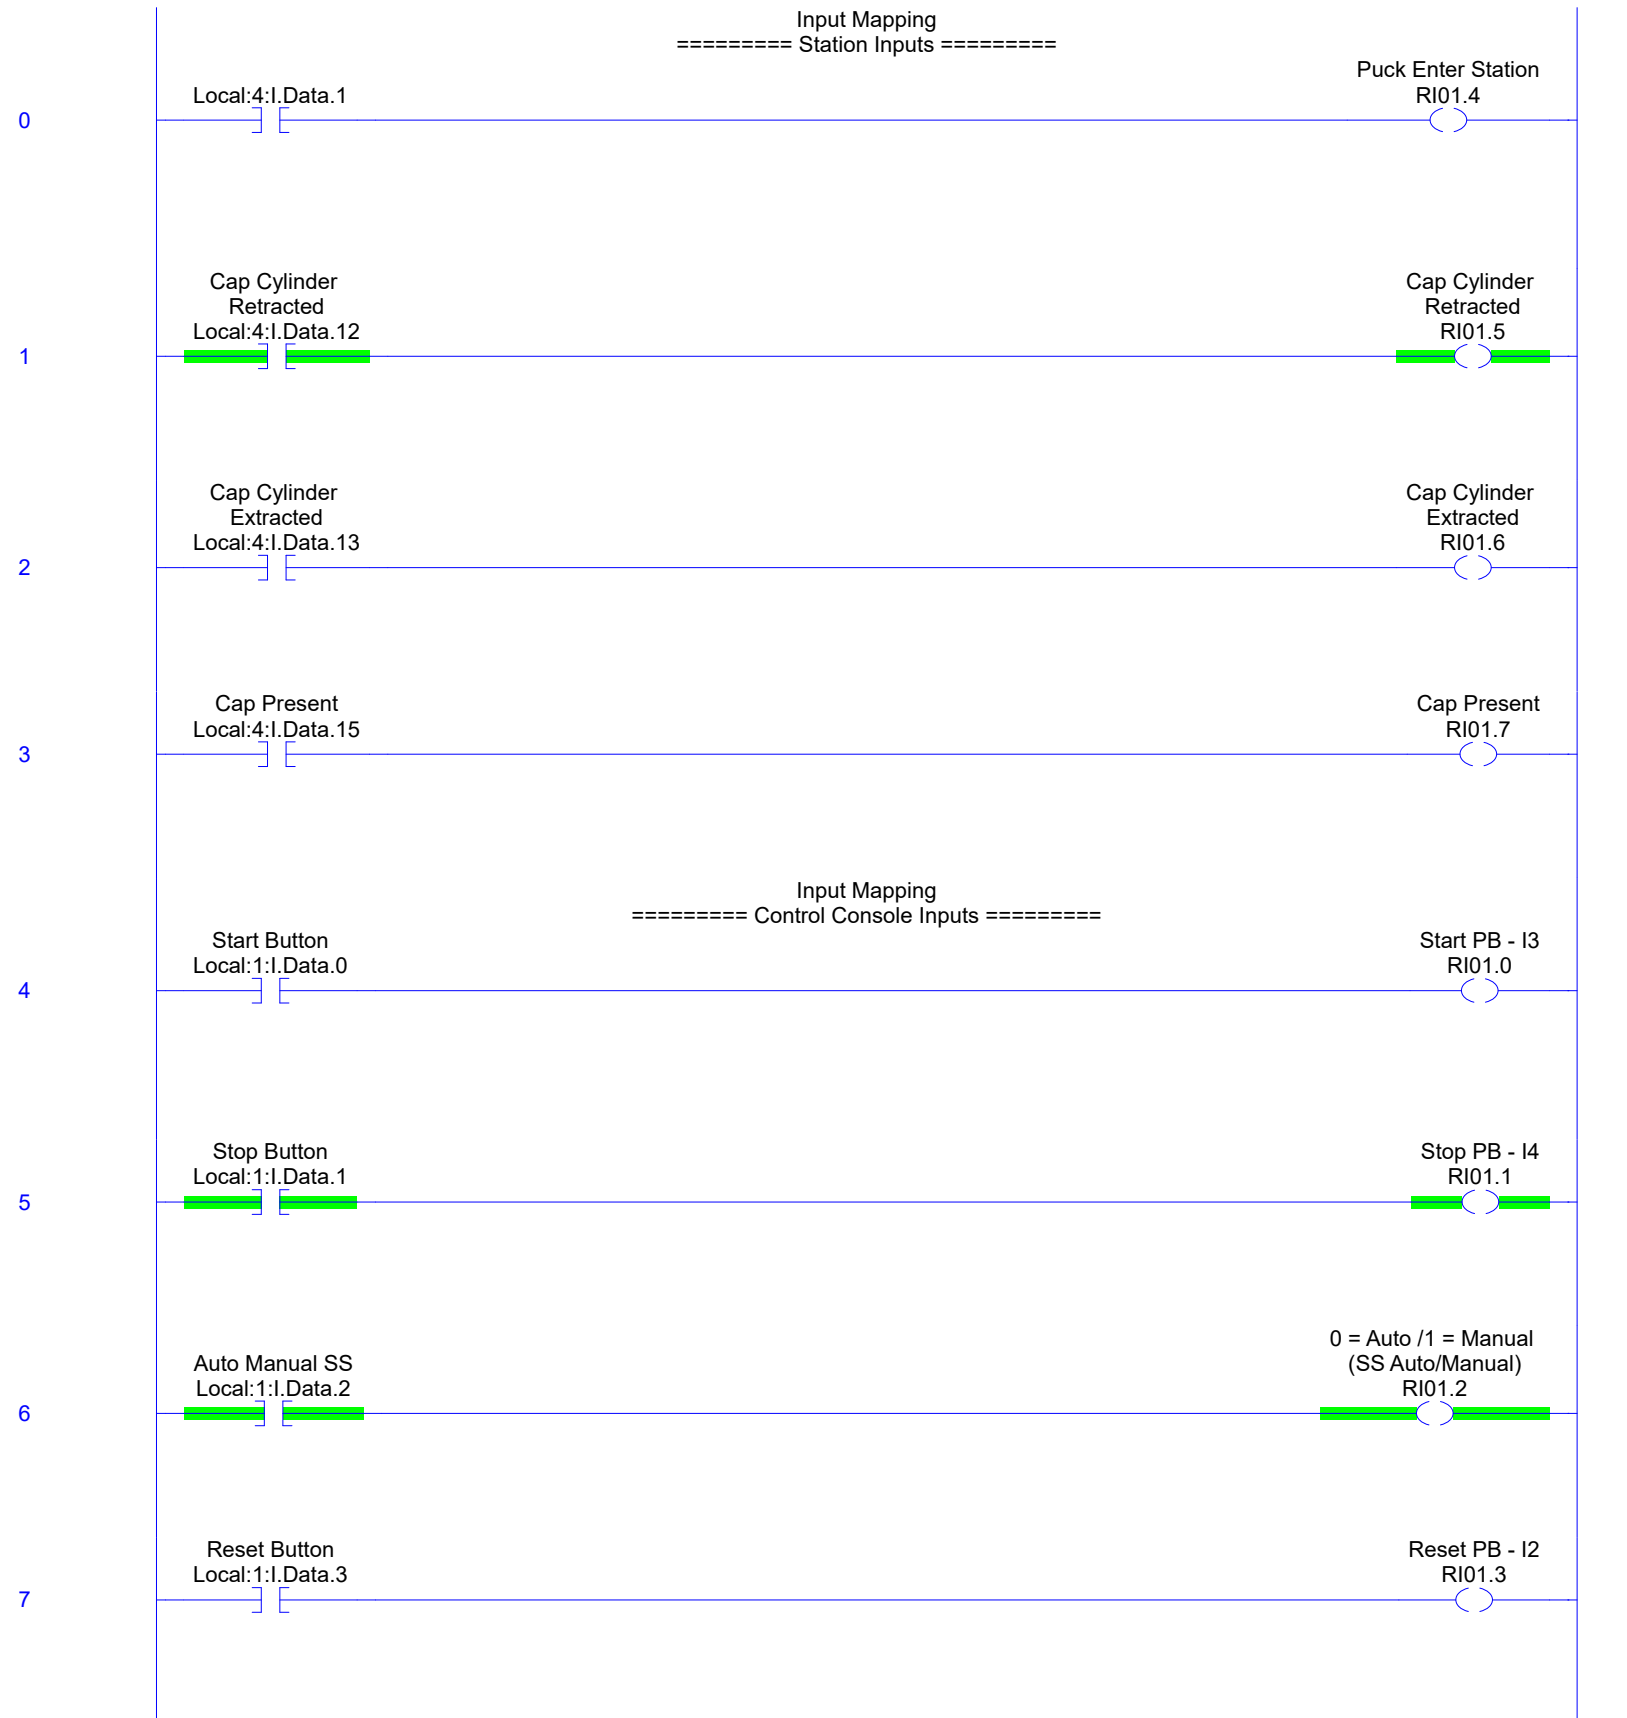 Input Mapping
========= Station Inputs =========
Puck Enter Station
Local:4:I.Data.1
RI01.4
0
Cap Cylinder
Retracted
Local:4:I.Data.12
Cap Cylinder
Retracted
RI01.5
1
Cap Cylinder
Extracted
Local:4:I.Data.13
Cap Cylinder
Extracted
RI01.6
2
Cap Present
Local:4:I.Data.15
Cap Present
RI01.7
3
Input Mapping
========= Control Console Inputs =========
Start Button
Local:1:I.Data.0
Start PB - I3
RI01.0
4
Stop Button
Local:1:I.Data.1
Stop PB - I4
RI01.1
5
Auto Manual SS
Local:1:I.Data.2
0 = Auto /1 = Manual
(SS Auto/Manual)
RI01.2
6
Reset Button
Local:1:I.Data.3
Reset PB - I2
RI01.3
7